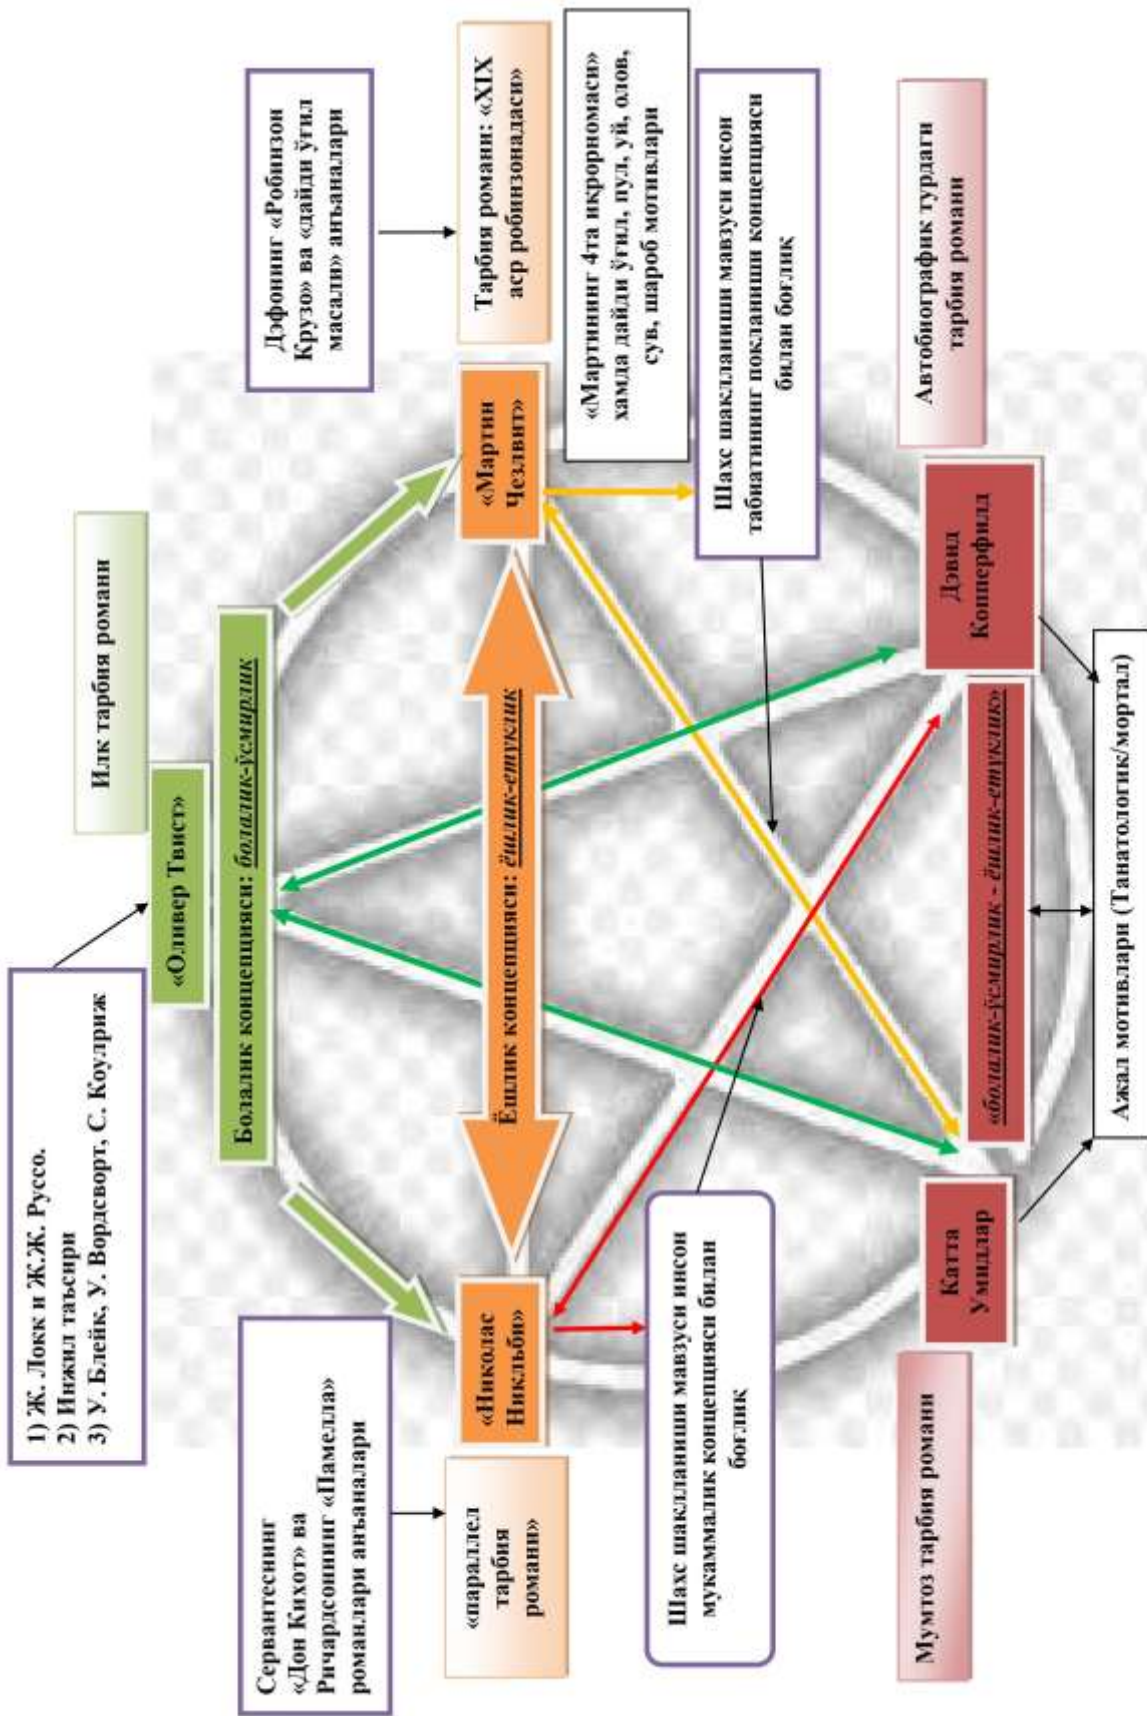 1) Ж. Локк и Ж.Ж. Руссо.
2) Инжил таъсири
3) У. Блейк, У. Вордсворт, С. Коулриж
«Оливер Твист»
Илк тарбия романи
Болалик концепцияси: болалик-ўсмирлик
Сервантеснинг
«Дон Кихот» ва
Ричардсоннинг «Памелла»
романлари анъаналари
Дэфонинг «Робинзон
Крузо» ва «дайди ўғил
масали» анъаналари
«параллел
тарбия
романи»
«Николас
Никльби»
Ёшлик концепцияси: ёшлик-етуклик
«Мартин
Чезлвит»
Тарбия романи: «XIX
аср робинзонадаси»
«Мартининг 4та икрорномаси»
хамда дайди ўғил, пул, уй, олов,
сув, шароб мотивлари
Шахс шаклланиши мавзуси инсон
мукаммалик концепцияси билан
боғлик
Шахс шаклланиши мавзуси инсон
табиатининг покланиши концепцияси
билан боғлик
Мумтоз тарбия романи
Катта
Умидлар
«болалик-ўсмирлик - ёшлик-етуклик»
Дэвид
Копперфилд
Автобиографик турдаги
тарбия романи
Ажал мотивлари (Танатологик/мортал)